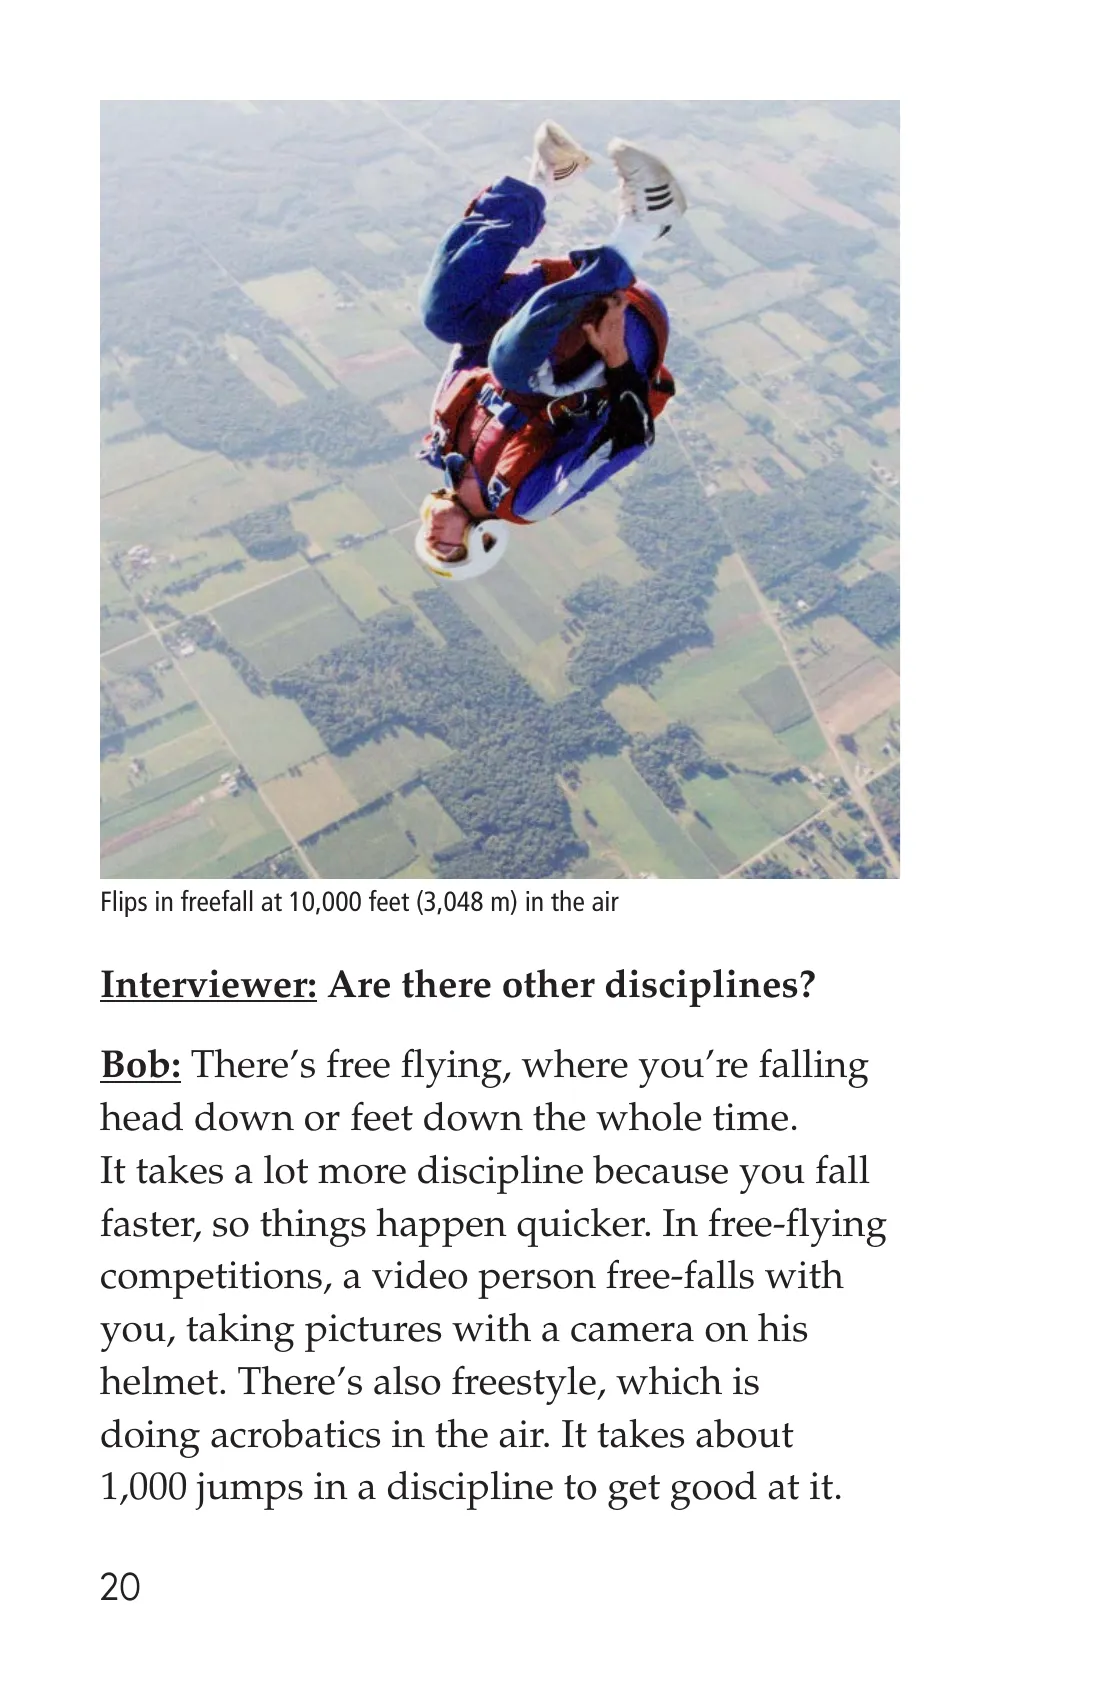 Flips in freefall at 10,000 feet (3,048 m) in the air
Interviewer: Are there other disciplines?
Bob: There’s free flying, where you’re falling
head down or feet down the whole time.
It takes a lot more discipline because you fall
faster, so things happen quicker. In free-flying
competitions, a video person free-falls with
you, taking pictures with a camera on his
helmet. There’s also freestyle, which is
doing acrobatics in the air. It takes about
1,000 jumps in a discipline to get good at it.
20